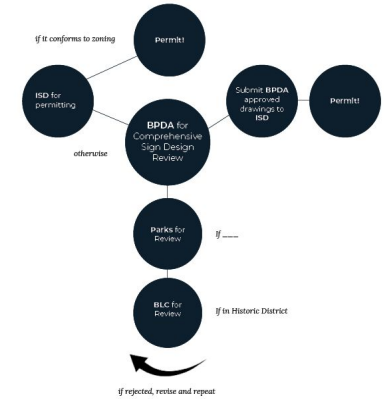 if it conforms to zoning
Permit!
ISD for
permitting
Submit BPDA
approved
drawings to
ISD
Permit!
BPDA for
Comprehensive
Sign Design
Review
otherwise
Parks for
Review
If ___
BLC for
Review
If in Historic District
if rejected, revise and repeat